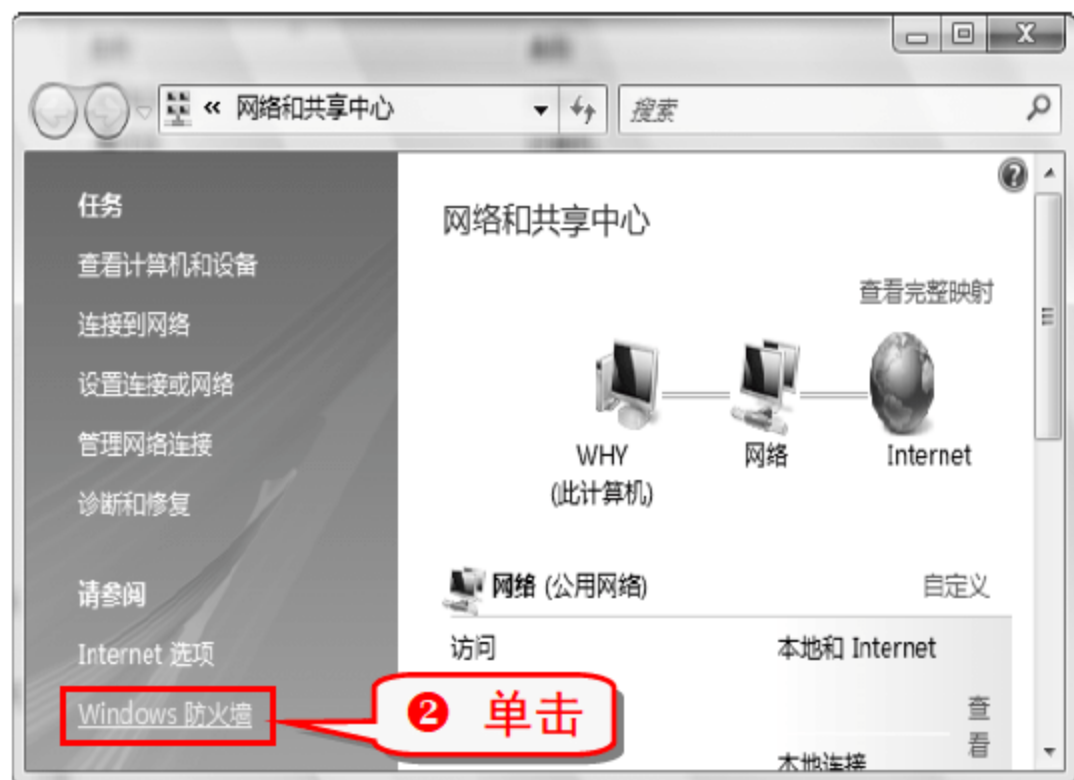 « 网络和共享中心
搜索
任务
查看计算机和设备
连接到网络
设置连接或网络
管理网络连接
诊断和修复
请参阅
Internet 选项
Windows 防火墙
❷ 单击
网络和共享中心
查看完整映射
WHY
(此计算机)
网络
Internet
网络 (公用网络)
自定义
访问
本地和 Internet
查
看
本地连接